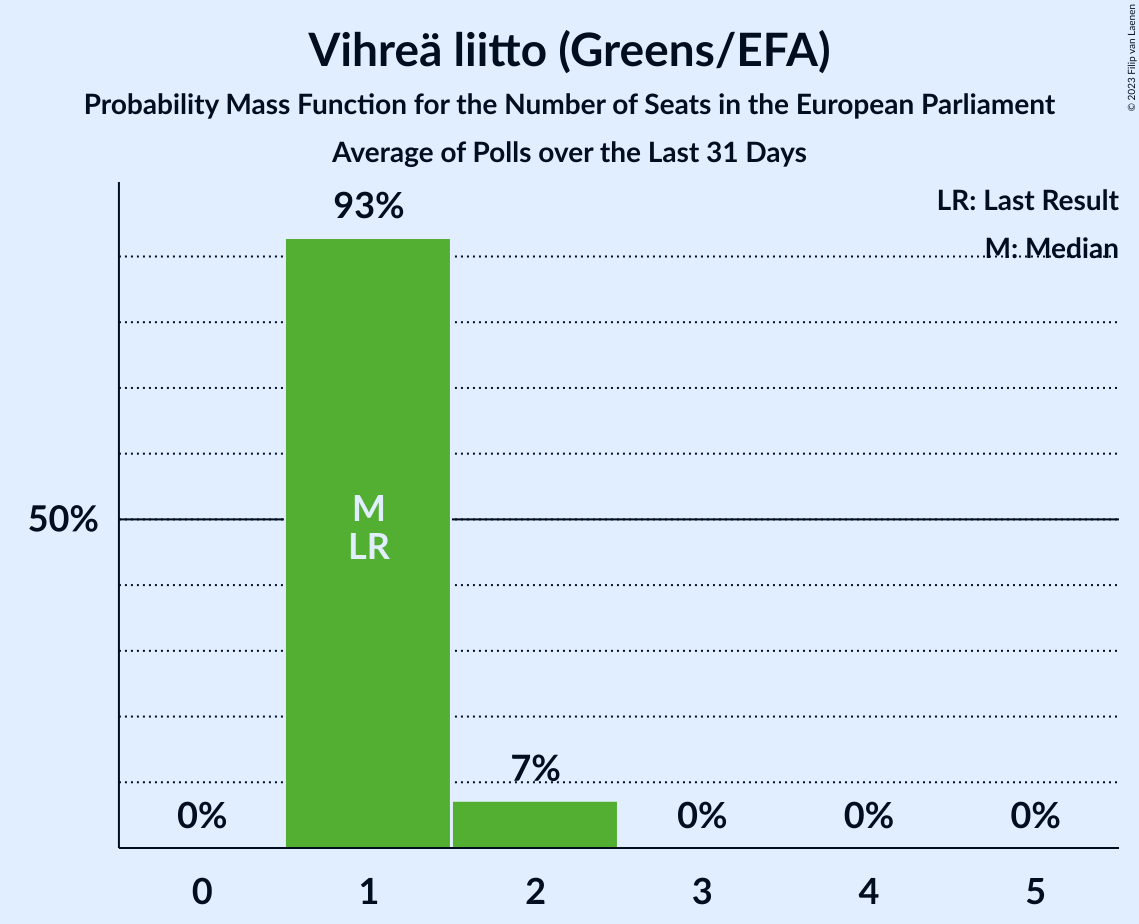 Vihreä liitto (Greens/EFA)
Probability Mass Function for the Number of Seats in the European Parliament
Average of Polls over the Last 31 Days
© 2023 Filip van Laenen
LR: Last Result
M: Median
93%
50%
M
LR
7%
0% 0% 0% 0%
0 1 2 3 4 5